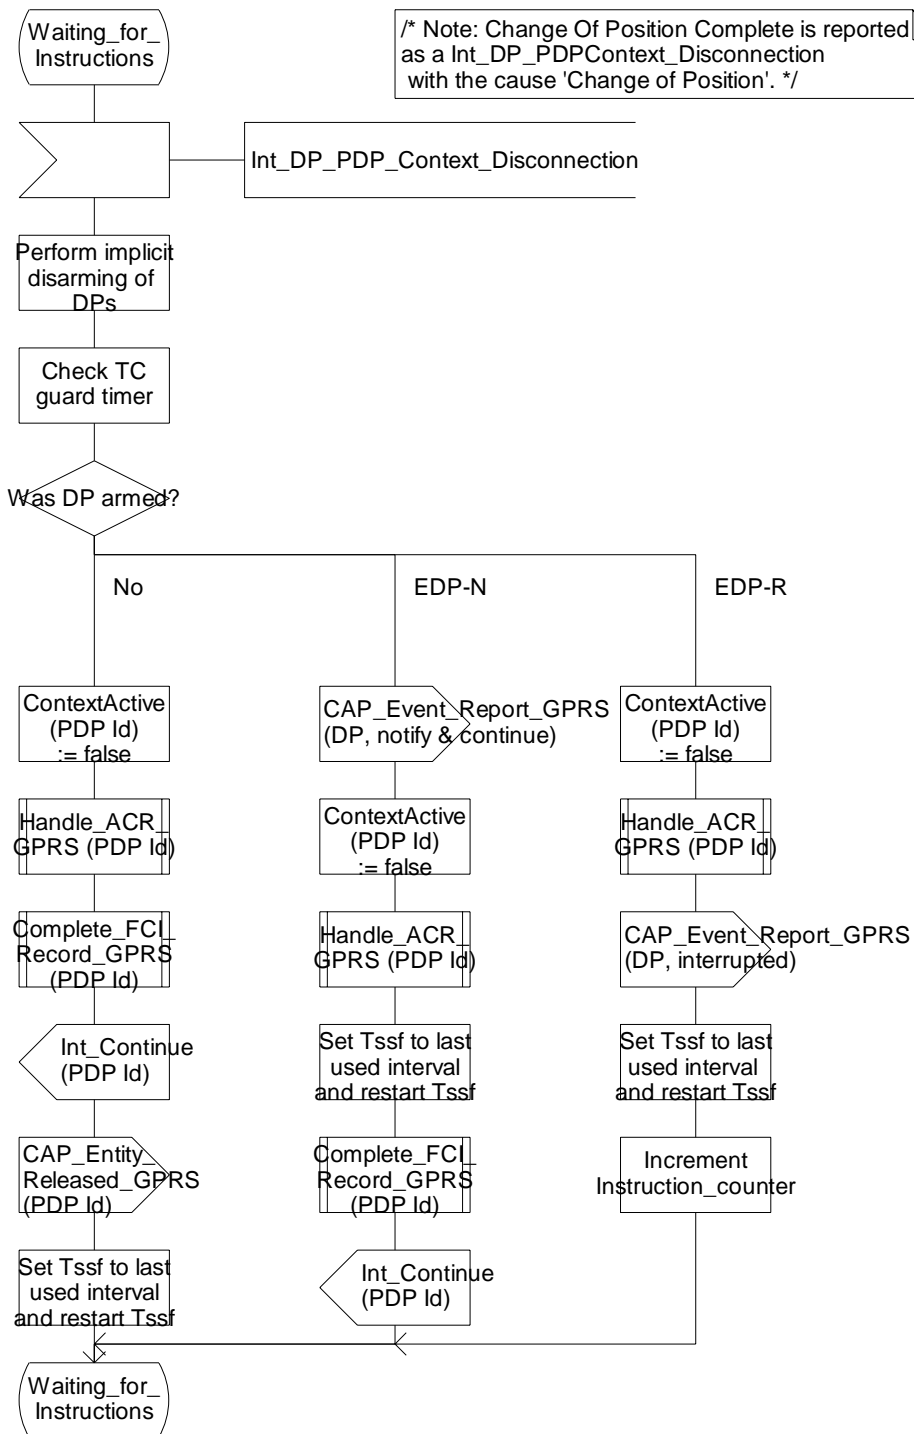 Waiting_for_
Instructions
/* Note: Change Of Position Complete is reported
as a Int_DP_PDPContext_Disconnection
with the cause 'Change of Position'. */
Int_DP_PDP_Context_Disconnection
Perform implicit
disarming of
DPs
Check TC
guard timer
Was DP armed?
No
EDP-N
EDP-R
ContextActive
(PDP Id)
:= false
Handle_ACR_
GPRS (PDP Id)
Complete_FCI_
Record_GPRS
(PDP Id)
Int_Continue
(PDP Id)
CAP_Entity_
Released_GPRS
(PDP Id)
Set Tssf to last
used interval
and restart Tssf
CAP_Event_Report_GPRS
(DP, notify & continue)
ContextActive
(PDP Id)
:= false
Handle_ACR_
GPRS (PDP Id)
Set Tssf to last
used interval
and restart Tssf
Complete_FCI_
Record_GPRS
(PDP Id)
Int_Continue
(PDP Id)
ContextActive
(PDP Id)
:= false
Handle_ACR_
GPRS (PDP Id)
CAP_Event_Report_GPRS
(DP, interrupted)
Set Tssf to last
used interval
and restart Tssf
Increment
Instruction_counter
Waiting_for_
Instructions